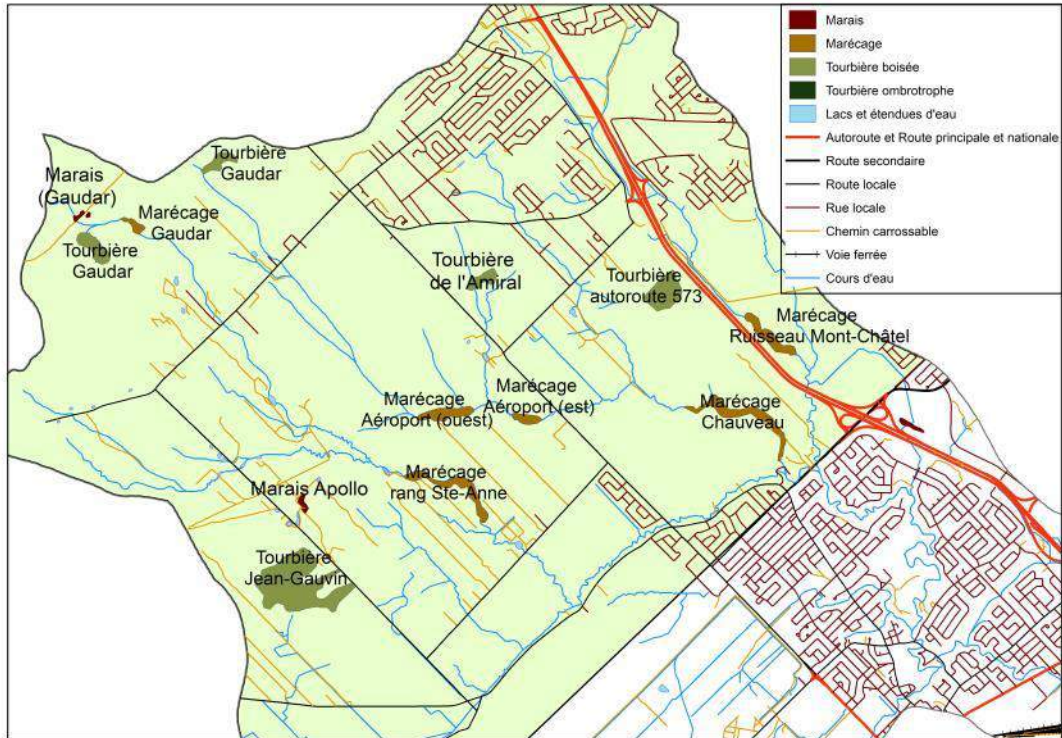 Marais
Marécage
Tourbière boisée
Tourbière ombrotrophe
Lacs et étendues d'eau
Autoroute et Route principale et nationale
Route secondaire
Route locale
Rue locale
Chemin carrossable
Voie ferrée
Cours d'eau
Tourbière
Gaudar
Marais
(Gaudar)
Marécage
Gaudar
Tourbière
Gaudar
Tourbière
de l'Amiral
Tourbière
autoroute 573
Marécage
Ruisseau Mont-Châtel
Marécage
Aéroport (ouest)
Marécage
Aéroport (est)
Marécage
Chauveau
Marécage
rang Ste-Anne
Marais Apollo
Tourbière
Jean-Gauvin